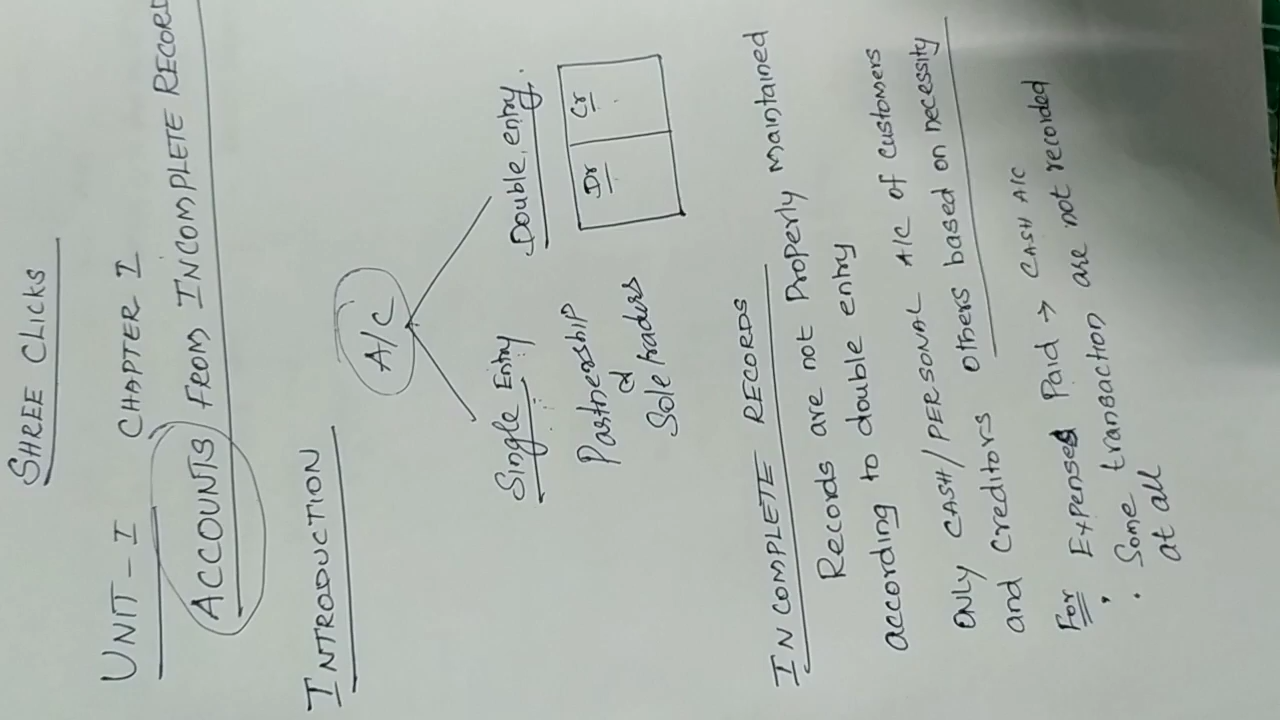 SHREE CLICKS
UNIT - I CHAPTER I
ACCOUNTS FROM INCOMPLETE RECORD
INTRODUCTION
A/C
Single Entry Double entry.
Partnership & Sole traders
Dr Cr
INCOMPLETE RECORDS
Records are not Properly maintained
according to double entry
ONLY CASH/PERSONAL A/C of customers
and creditors others based on necessity
For Expenses Paid → CASH A/C
. Some transaction are not recorded
at all